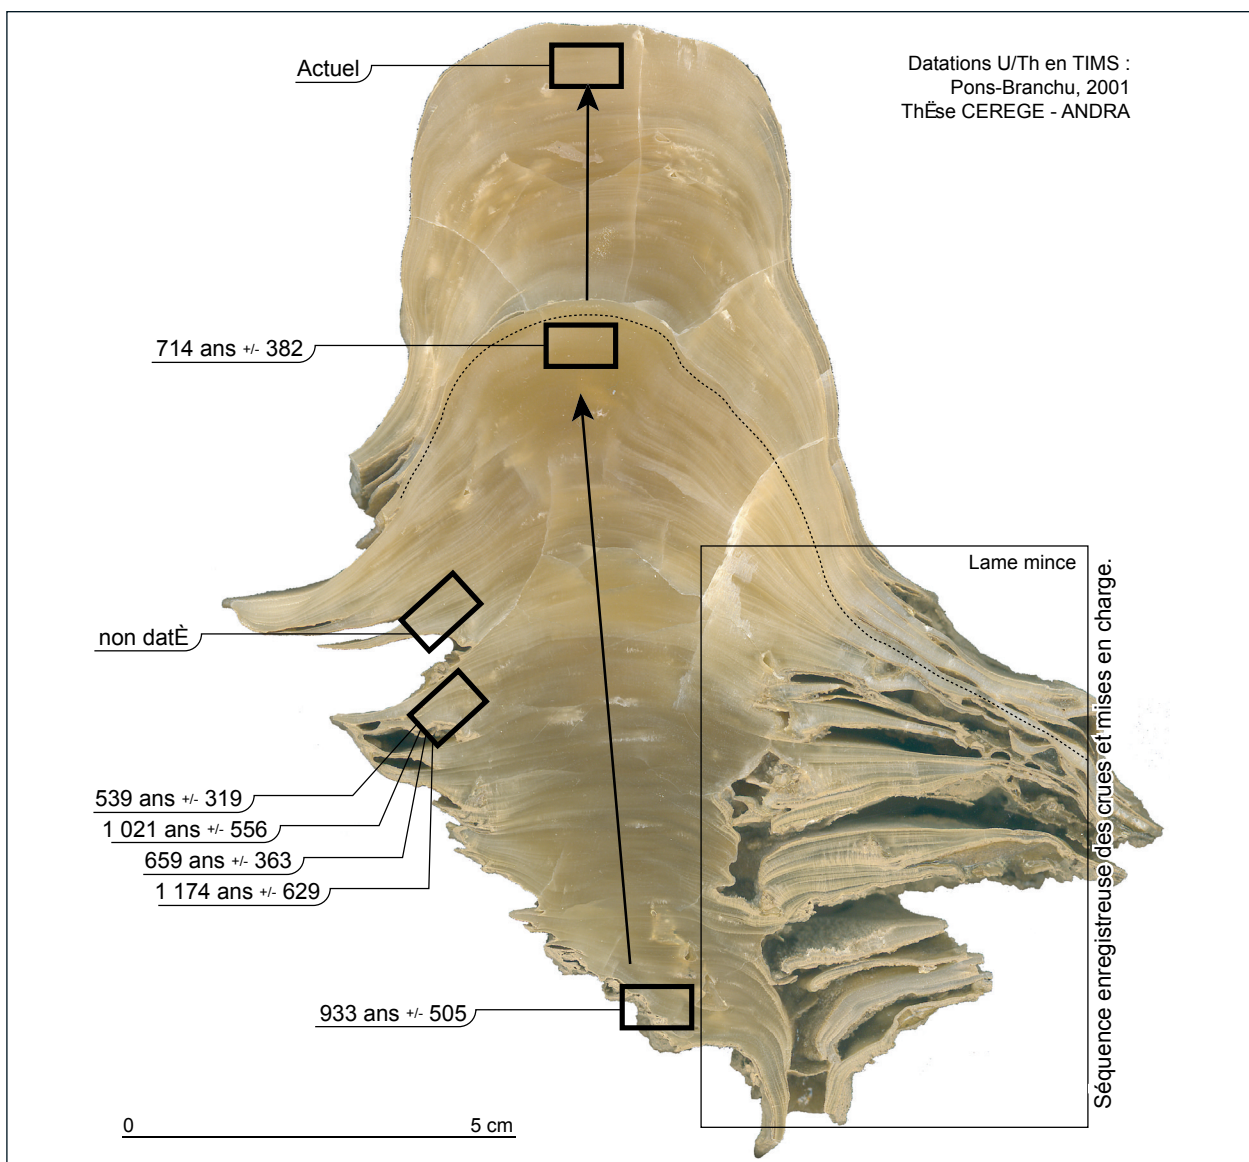 Actuel
Datations U/Th en TIMS :
Pons-Branchu, 2001
ThËse CEREGE - ANDRA
714 ans +/- 382
Lame mince
Séquence enregistreuse des crues et mises en charge.
non datÈ
539 ans +/- 319
1 021 ans +/- 556
659 ans +/- 363
1 174 ans +/- 629
933 ans +/- 505
0 5 cm